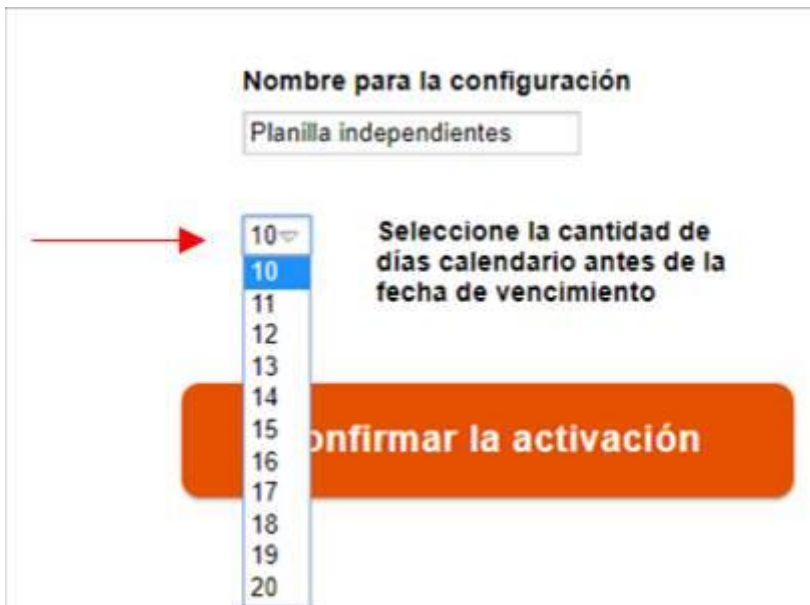 Nombre para la configuración
Planilla independientes
10
Seleccione la cantidad de
días calendario antes de la
fecha de vencimiento
10
11
12
13
14
15
16
17
18
19
20
onfirmar la activación